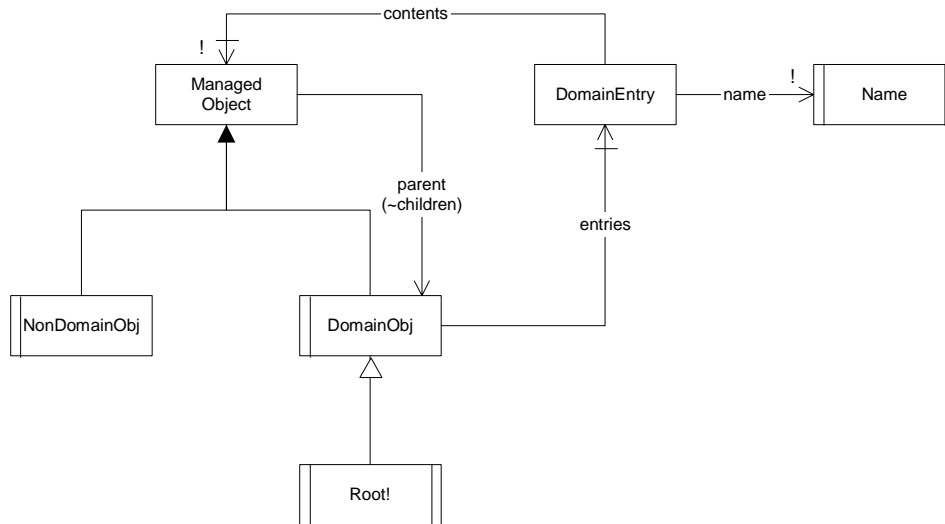 contents
!
Managed
Object
DomainEntry
name
!
Name
parent
(~children)
entries
NonDomainObj
DomainObj
Root!